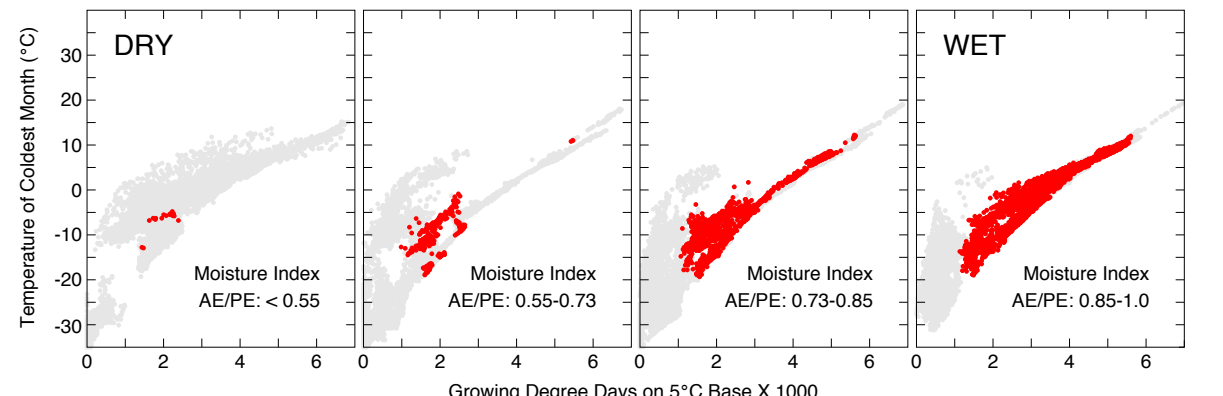 DRY
WET
Temperature of Coldest Month (°C)
30
20
10
0
-10
-20
-30
Moisture Index
AE/PE: < 0.55
Moisture Index
AE/PE: 0.55-0.73
Moisture Index
AE/PE: 0.73-0.85
Moisture Index
AE/PE: 0.85-1.0
0 2 4 6 0 2 4 6 0 2 4 6 0 2 4 6
Growing Degree Days on 5°C Base X 1000